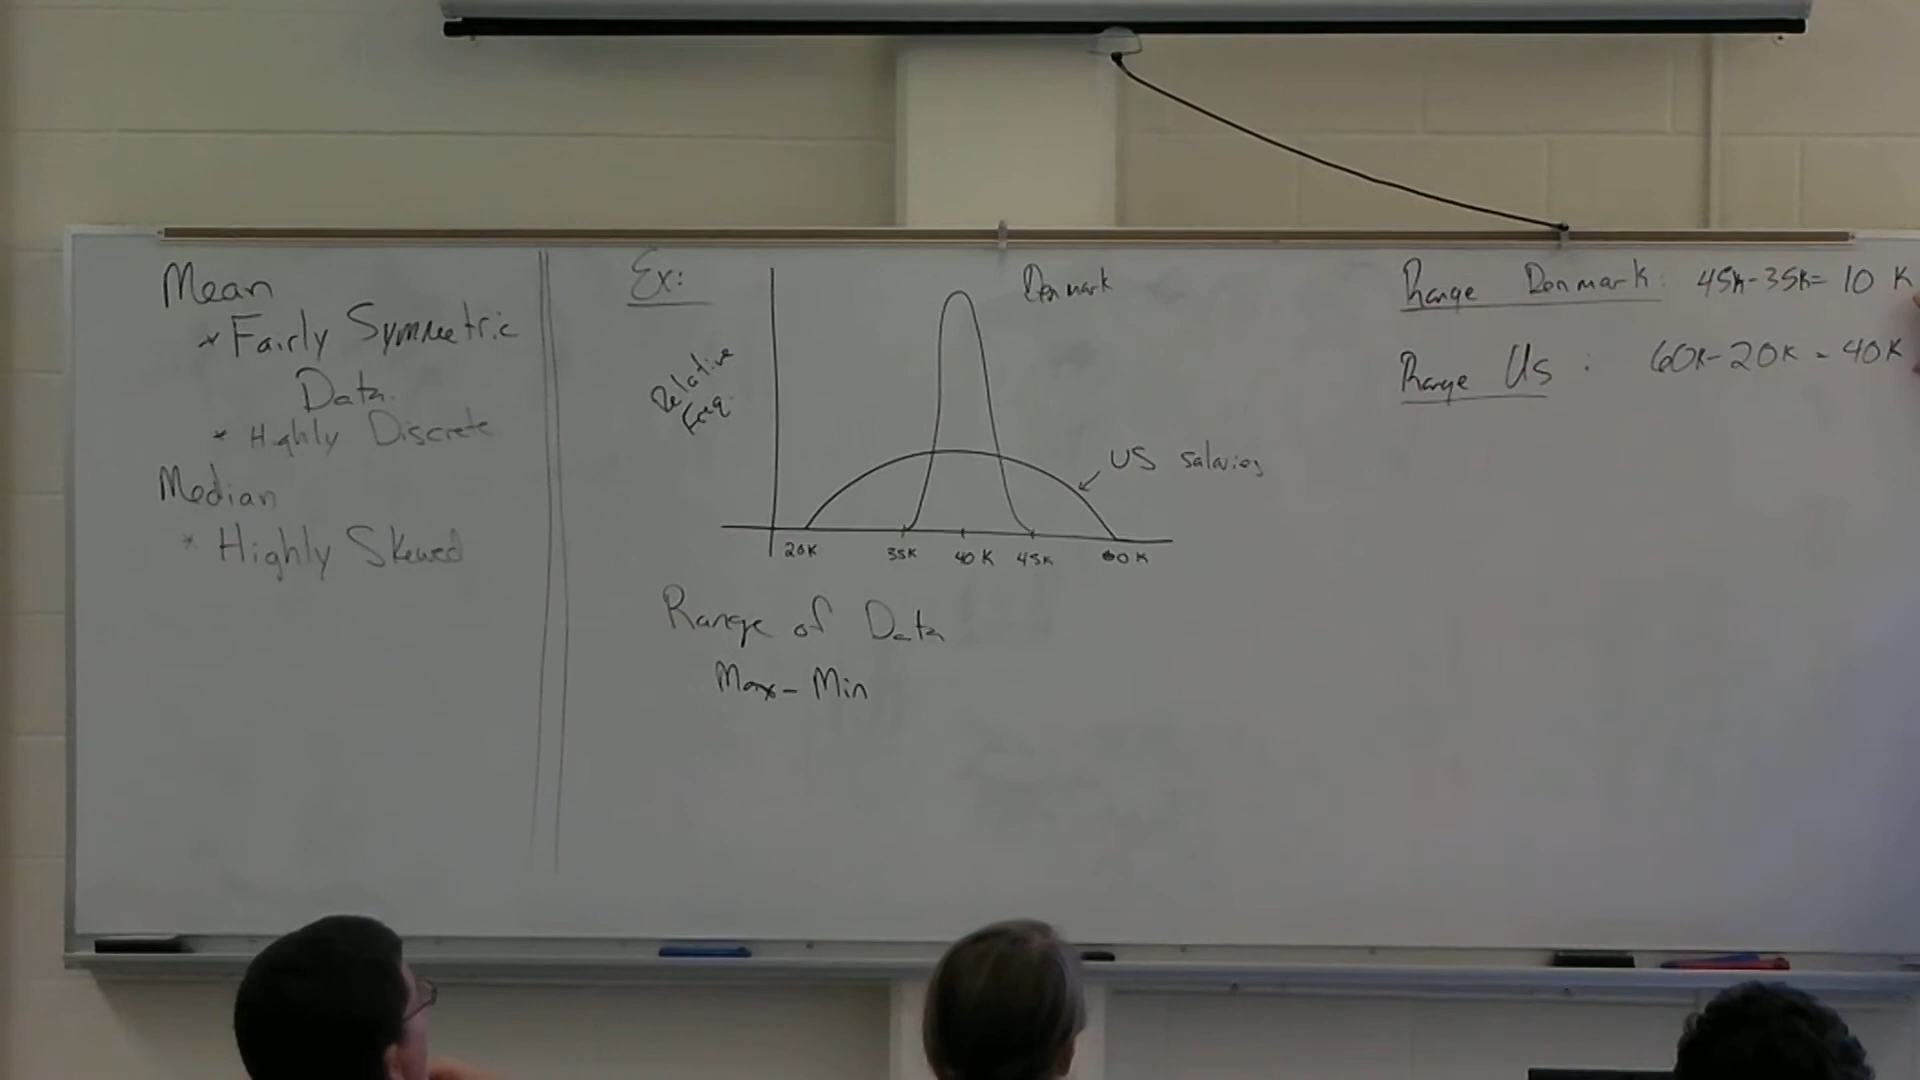 Mean
* Fairly Symmetric
Data.
* Highly Discrete
Median
* Highly Skewed
Ex:
Denmark
Relative
Freq.
US salaries
20K 35K 40K 45K 60K
Range of Data
Max - Min
Range Denmark: 45K-35K= 10 K
Range US : 60K-20K = 40K